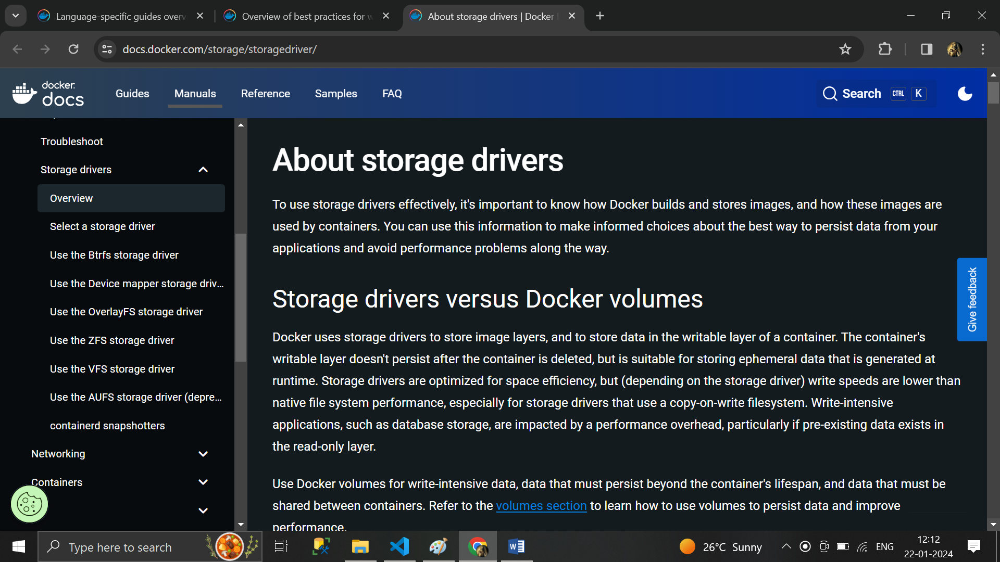 Language-specific guides overv
Overview of best practices for w
About storage drivers | Docker
docs.docker.com/storage/storagedriver/
docker
docs
Guides
Manuals
Reference
Samples
FAQ
Search
CTRL
K
Troubleshoot
Storage drivers
Overview
Select a storage driver
Use the Btrfs storage driver
Use the Device mapper storage driv...
Use the OverlayFS storage driver
Use the ZFS storage driver
Use the VFS storage driver
Use the AUFS storage driver (depre...
containerd snapshotters
Networking
Containers
About storage drivers
To use storage drivers effectively, it's important to know how Docker builds and stores images, and how these images are
used by containers. You can use this information to make informed choices about the best way to persist data from your
applications and avoid performance problems along the way.
Storage drivers versus Docker volumes
Docker uses storage drivers to store image layers, and to store data in the writable layer of a container. The container's
writable layer doesn't persist after the container is deleted, but is suitable for storing ephemeral data that is generated at
runtime. Storage drivers are optimized for space efficiency, but (depending on the storage driver) write speeds are lower than
native file system performance, especially for storage drivers that use a copy-on-write filesystem. Write-intensive
applications, such as database storage, are impacted by a performance overhead, particularly if pre-existing data exists in
the read-only layer.
Use Docker volumes for write-intensive data, data that must persist beyond the container's lifespan, and data that must be
shared between containers. Refer to the volumes section to learn how to use volumes to persist data and improve
performance.
Give feedback
Type here to search
26°C Sunny
ENG
12:12
22-01-2024